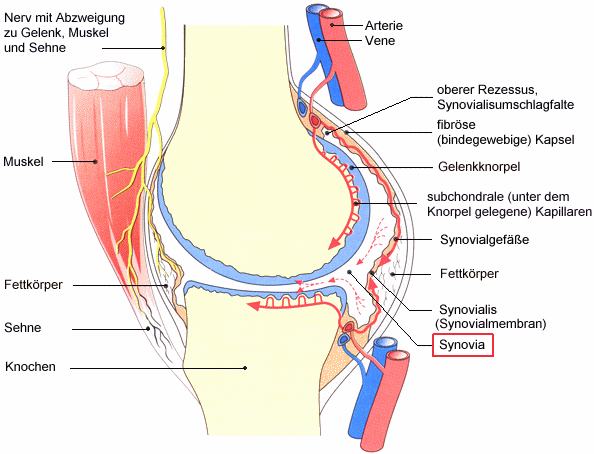 Nerv mit Abzweigung
zu Gelenk, Muskel
und Sehne
Arterie
Vene
oberer Rezessus,
Synovialisumschlagfalte
fibröse
(bindegewebige) Kapsel
Muskel
Gelenkknorpel
subchondrale (unter dem
Knorpel gelegene) Kapillaren
Synovialgefäße
Fettkörper
Fettkörper
Synovialis
(Synovialmembran)
Sehne
Synovia
Knochen